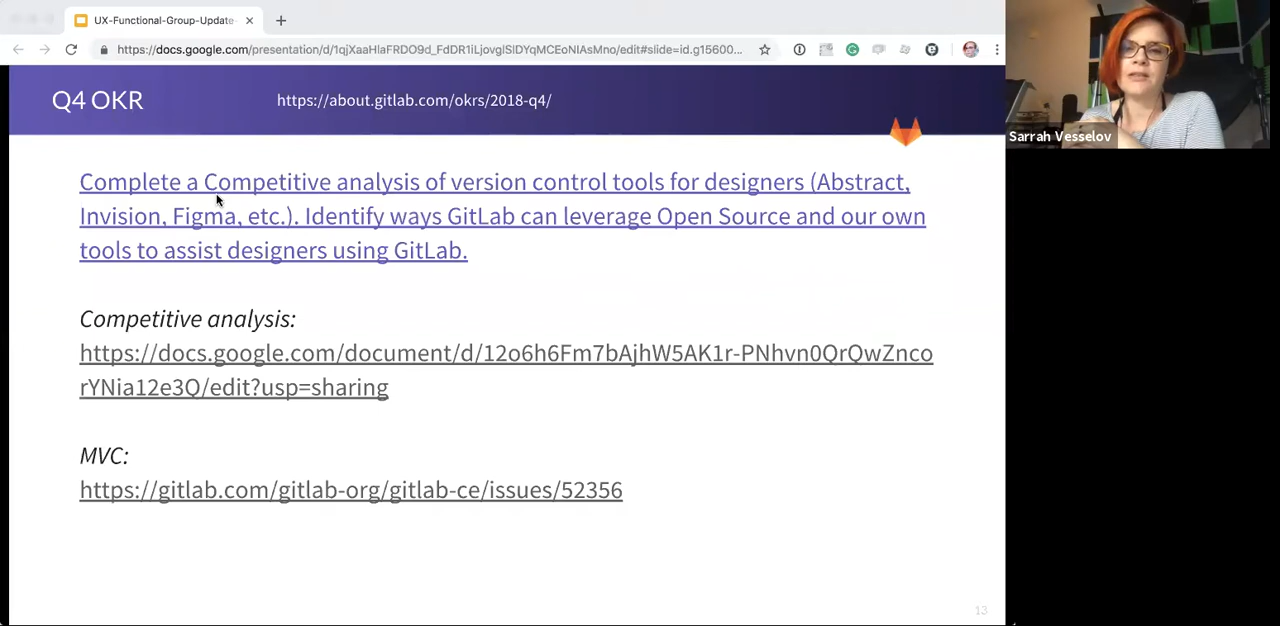 UX-Functional-Group-Update-
https://docs.google.com/presentation/d/1qjXaaHlaFRDO9d_FdDR1iLjovglSlDYqMCEoNIAsMno/edit#slide=id.g15600...
Q4 OKR
https://about.gitlab.com/okrs/2018-q4/
Sarrah Vesselov
Complete a Competitive analysis of version control tools for designers (Abstract,
Invision, Figma, etc.). Identify ways GitLab can leverage Open Source and our own
tools to assist designers using GitLab.
Competitive analysis:
https://docs.google.com/document/d/12o6h6Fm7bAjhW5AK1r-PNhvn0QrQwZnco
rYNia12e3Q/edit?usp=sharing
MVC:
https://gitlab.com/gitlab-org/gitlab-ce/issues/52356
13